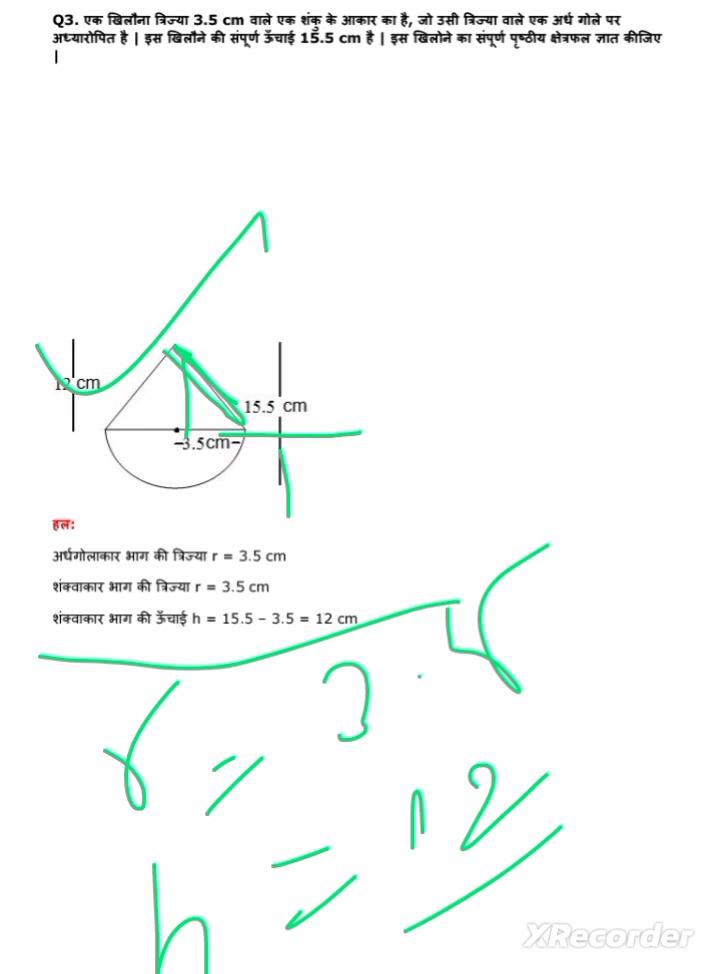 Q3. एक खिलौना त्रिज्या 3.5 cm वाले एक शंकु के आकार का है, जो उसी त्रिज्या वाले एक अर्ध गोले पर
अध्यारोपित है | इस खिलौने की संपूर्ण ऊँचाई 15.5 cm है | इस खिलोने का संपूर्ण पृष्ठीय क्षेत्रफल ज्ञात कीजिए
|
12 cm
15.5 cm
3.5cm
हल:
अर्धगोलाकार भाग की त्रिज्या r = 3.5 cm
शंक्वाकार भाग की त्रिज्या r = 3.5 cm
शंक्वाकार भाग की ऊँचाई h = 15.5 – 3.5 = 12 cm
r = 3.5
h = 12
XRecorder